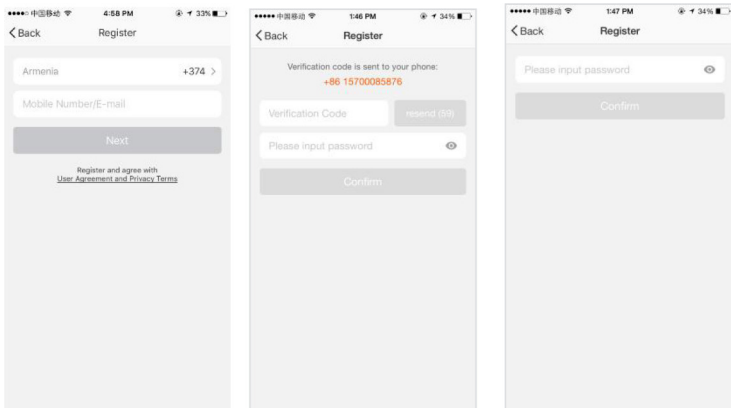 中国移动 4:58 PM 33%
Back Register
Armenia +374
Mobile Number/E-mail
Next
Register and agree with
User Agreement and Privacy Terms
中国移动 1:46 PM 34%
Back Register
Verification code is sent to your phone:
+86 15700085876
Verification Code resend (59)
Please input password
Confirm
中国移动 1:47 PM 34%
Back Register
Please input password
Confirm